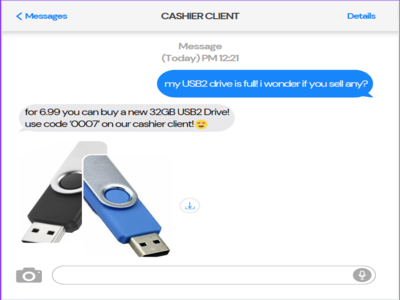 Messages
CASHIER CLIENT
Details
Message
(Today) PM 12:21
my USB2 drive is full! i wonder if you sell any?
for 6.99 you can buy a new 32GB USB2 Drive!
use code '0007' on our cashier client! 😄